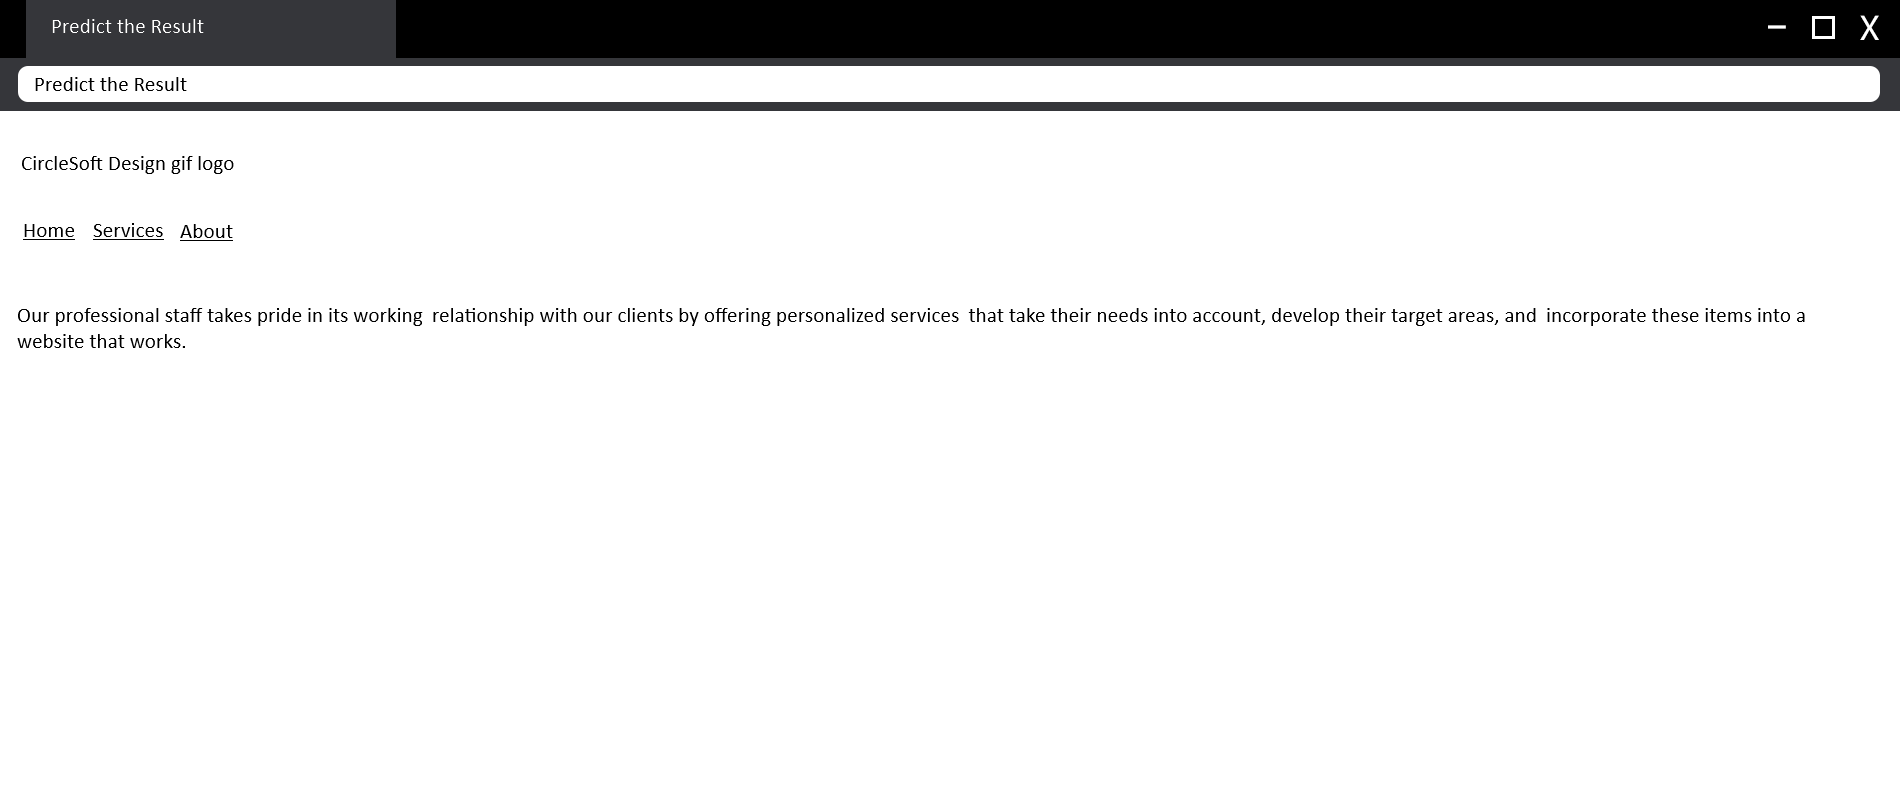 Predict the Result
Predict the Result
CircleSoft Design gif logo
Home Services About
Our professional staff takes pride in its working relationship with our clients by offering personalized services that take their needs into account, develop their target areas, and incorporate these items into a
website that works.